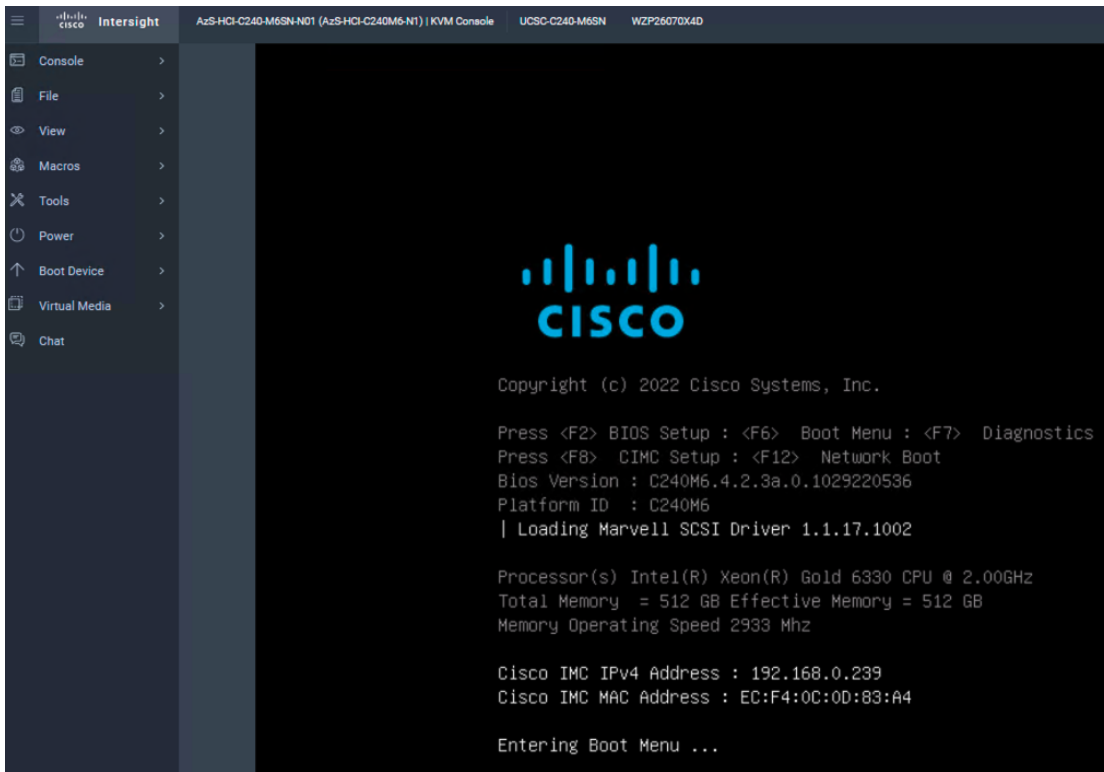 cisco Intersight AzS-HCI-C240-M6SN-N01 (AzS-HCI-C240M6-N1) | KVM Console UCSC-C240-M6SN WZP26070X4D
Console
File
View
Macros
Tools
Power
Boot Device
Virtual Media
Chat
CISCO
Copyright (c) 2022 Cisco Systems, Inc.
Press <F2> BIOS Setup : <F6> Boot Menu : <F7> Diagnostics
Press <F8> CIMC Setup : <F12> Network Boot
Bios Version : C240M6.4.2.3a.0.1029220536
Platform ID : C240M6
| Loading Marvell SCSI Driver 1.1.17.1002
Processor(s) Intel(R) Xeon(R) Gold 6330 CPU @ 2.00GHz
Total Memory = 512 GB Effective Memory = 512 GB
Memory Operating Speed 2933 Mhz
Cisco IMC IPv4 Address : 192.168.0.239
Cisco IMC MAC Address : EC:F4:0C:0D:83:A4
Entering Boot Menu ...